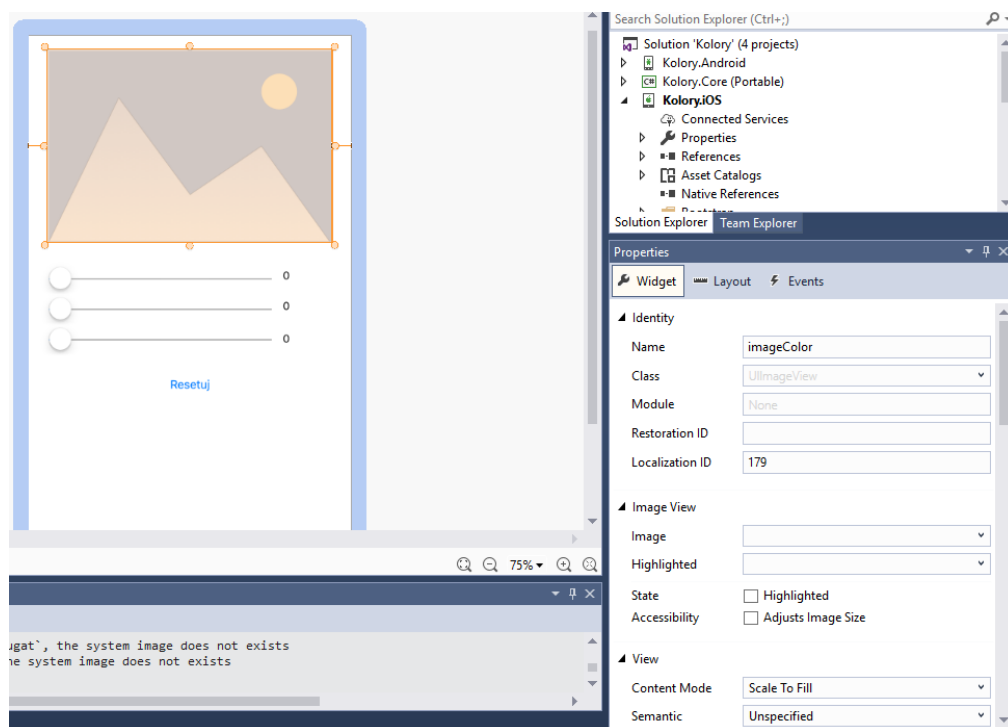 Search Solution Explorer (Ctrl+;)
Solution 'Kolory' (4 projects)
Kolory.Android
C# Kolory.Core (Portable)
Kolory.iOS
Connected Services
Properties
References
Asset Catalogs
Native References
Solution Explorer Team Explorer
Properties
Widget Layout Events
Identity
Name imageColor
Class UIImageView
Module None
Restoration ID
Localization ID 179
Image View
Image
Highlighted
State Highlighted
Accessibility Adjusts Image Size
View
Content Mode Scale To Fill
Semantic Unspecified
0
0
0
Resetuj
75%
ugat`, the system image does not exists
he system image does not exists